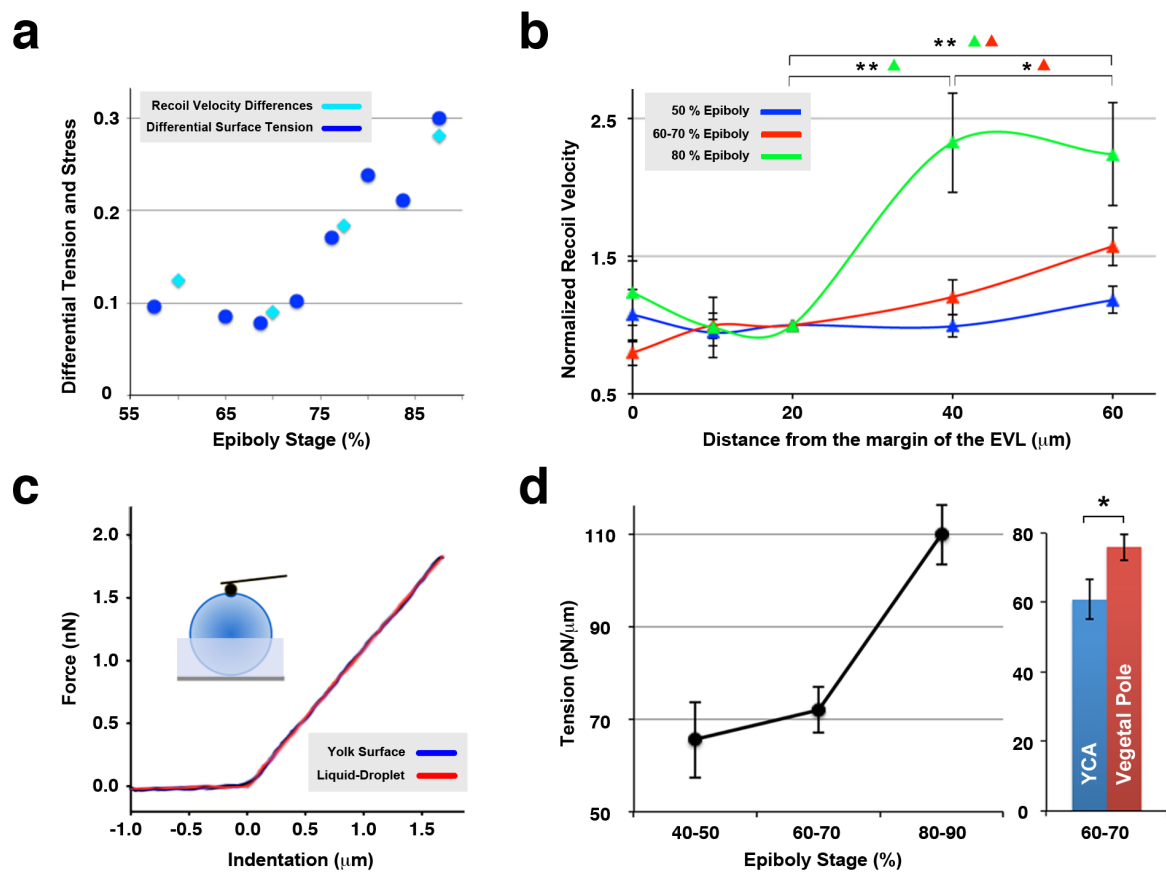 a
Differential Tension and Stress
Recoil Velocity Differences
Differential Surface Tension
0.3
0.2
0.1
0
55 65 75 85
Epiboly Stage (%)
b
Normalized Recoil Velocity
**
** *
50 % Epiboly
60-70 % Epiboly
80 % Epiboly
2.5
1.5
0.5
0 20 40 60
Distance from the margin of the EVL (μm)
c
Force (nN)
2.0
1.5
1.0
0.5
0.0
Yolk Surface
Liquid-Droplet
-1.0 -0.5 0.0 0.5 1.0 1.5
Indentation (μm)
d
Tension (pN/μm)
110
90
70
50
40-50 60-70 80-90
Epiboly Stage (%)
*
80
60
40
20
0
YCA
Vegetal Pole
60-70